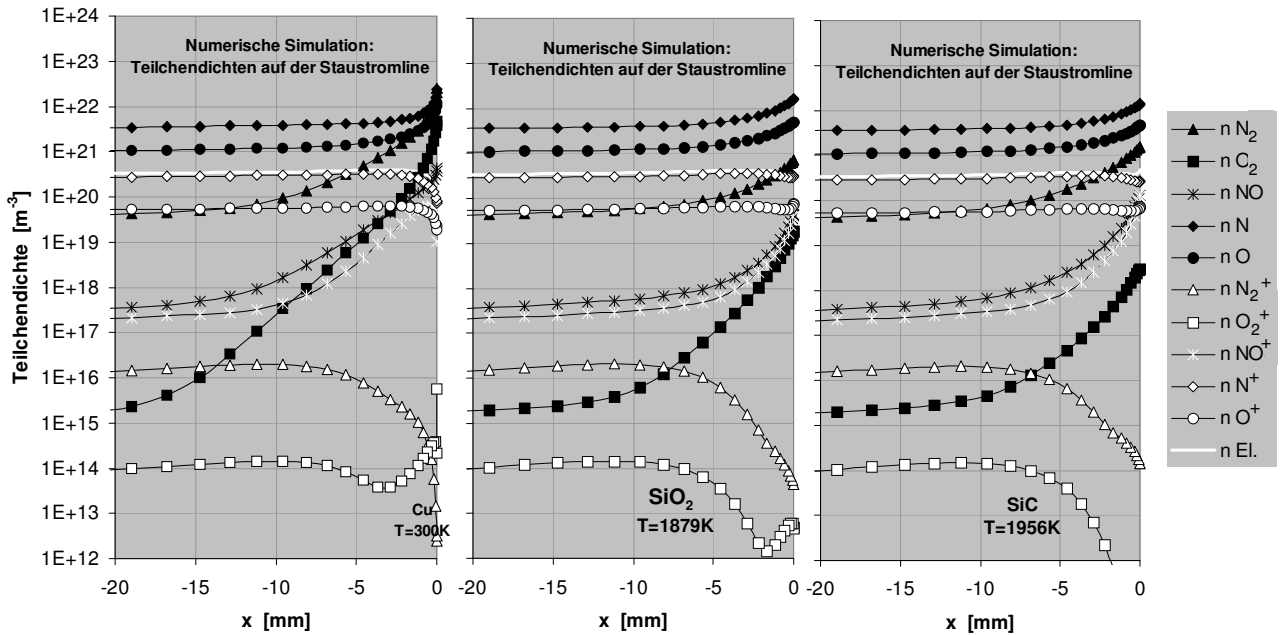 1E+24
1E+23
1E+22
1E+21
1E+20
1E+19
1E+18
1E+17
1E+16
1E+15
1E+14
1E+13
1E+12
Teilchendichte [m⁻³]
Numerische Simulation:
Teilchendichten auf der Staustromline
Cu
T=300K
-20 -15 -10 -5 0
x [mm]
Numerische Simulation:
Teilchendichten auf der Staustromline
SiO₂
T=1879K
-20 -15 -10 -5 0
x [mm]
Numerische Simulation:
Teilchendichten auf der Staustromline
SiC
T=1956K
-20 -15 -10 -5 0
x [mm]
n N₂
n O₂
n NO
n N
n O
n N₂⁺
n O₂⁺
n NO⁺
n N⁺
n O⁺
n El.